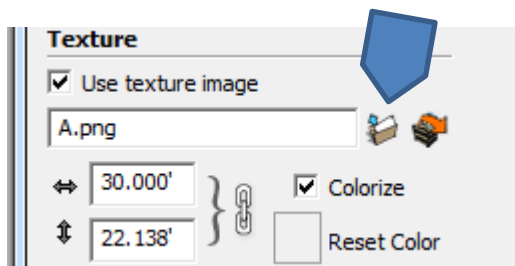 Texture
Use texture image
A.png
30.000' Colorize
22.138' Reset Color